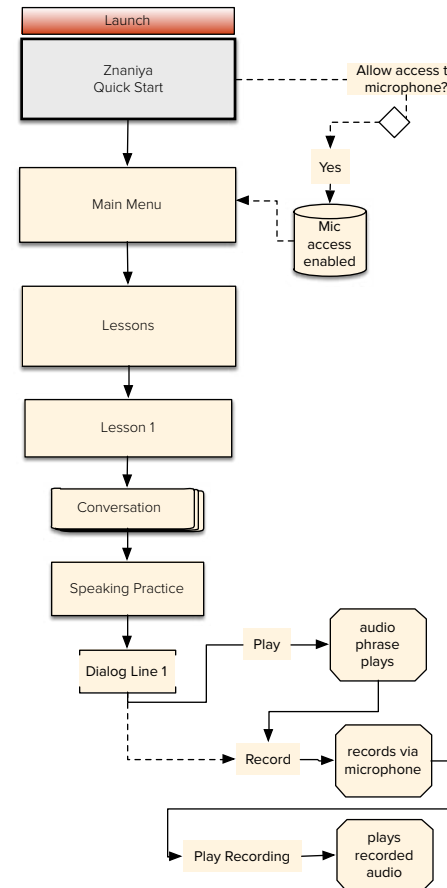 Launch
Znaniya
Quick Start
Allow access t
microphone?
Yes
Mic
access
enabled
Main Menu
Lessons
Lesson 1
Conversation
Speaking Practice
Dialog Line 1
Play
audio
phrase
plays
Record
records via
microphone
Play Recording
plays
recorded
audio